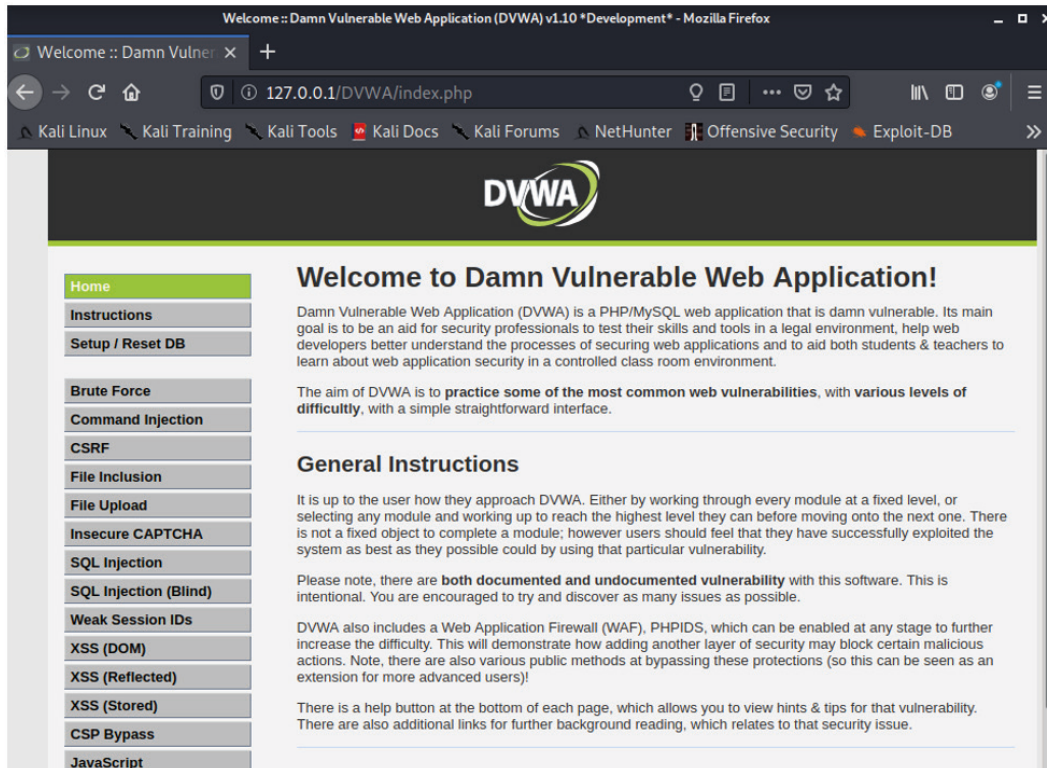 Welcome :: Damn Vulnerable Web Application (DVWA) v1.10 *Development* - Mozilla Firefox
Welcome :: Damn Vulner
127.0.0.1/DVWA/index.php
Kali Linux Kali Training Kali Tools Kali Docs Kali Forums NetHunter Offensive Security Exploit-DB
DVWA
Home
Instructions
Setup / Reset DB
Brute Force
Command Injection
CSRF
File Inclusion
File Upload
Insecure CAPTCHA
SQL Injection
SQL Injection (Blind)
Weak Session IDs
XSS (DOM)
XSS (Reflected)
XSS (Stored)
CSP Bypass
JavaScript
Welcome to Damn Vulnerable Web Application!
Damn Vulnerable Web Application (DVWA) is a PHP/MySQL web application that is damn vulnerable. Its main
goal is to be an aid for security professionals to test their skills and tools in a legal environment, help web
developers better understand the processes of securing web applications and to aid both students & teachers to
learn about web application security in a controlled class room environment.
The aim of DVWA is to practice some of the most common web vulnerabilities, with various levels of
difficultly, with a simple straightforward interface.
General Instructions
It is up to the user how they approach DVWA. Either by working through every module at a fixed level, or
selecting any module and working up to reach the highest level they can before moving onto the next one. There
is not a fixed object to complete a module; however users should feel that they have successfully exploited the
system as best as they possible could by using that particular vulnerability.
Please note, there are both documented and undocumented vulnerability with this software. This is
intentional. You are encouraged to try and discover as many issues as possible.
DVWA also includes a Web Application Firewall (WAF), PHPIDS, which can be enabled at any stage to further
increase the difficulty. This will demonstrate how adding another layer of security may block certain malicious
actions. Note, there are also various public methods at bypassing these protections (so this can be seen as an
extension for more advanced users)!
There is a help button at the bottom of each page, which allows you to view hints & tips for that vulnerability.
There are also additional links for further background reading, which relates to that security issue.